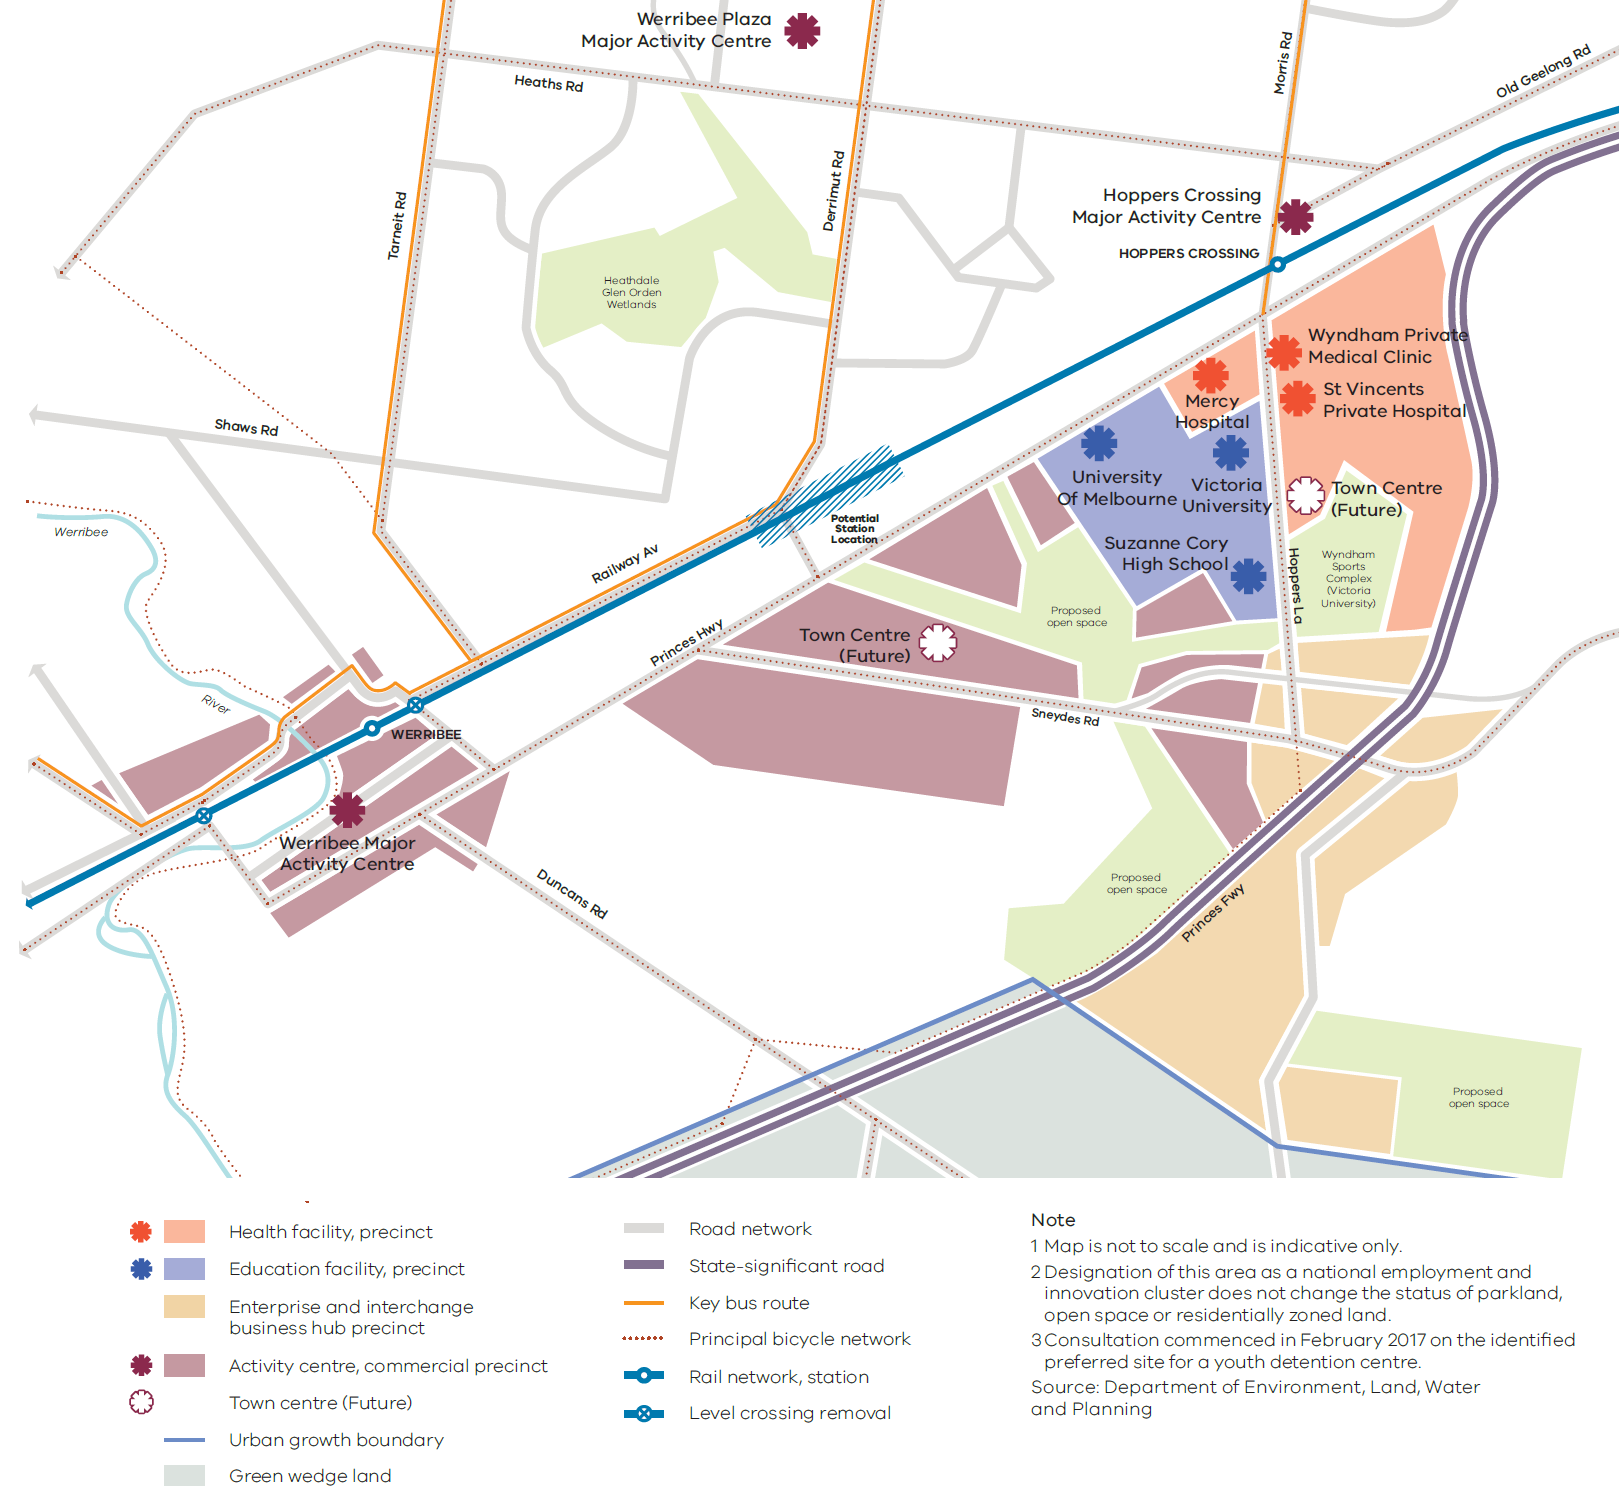 Werribee Plaza
Major Activity Centre
Heaths Rd
Morris Rd
Old Geelong Rd
Tarneit Rd
Derrimut Rd
Hoppers Crossing
Major Activity Centre
HOPPERS CROSSING
Heathdale
Glen Orden
Wetlands
Wyndham Private
Medical Clinic
St Vincents
Private Hospital
Mercy
Hospital
Shaws Rd
University
Of Melbourne
Victoria
University
Town Centre
(Future)
Potential
Station
Location
Werribee
River
Railway Av
Suzanne Cory
High School
Hoppers La
Wyndham
Sports
Complex
(Victoria
University)
Proposed
open space
Princes Hwy
Town Centre
(Future)
Sneydes Rd
WERRIBEE
Werribee Major
Activity Centre
Duncans Rd
Proposed
open space
Princes Fwy
Proposed
open space
Health facility, precinct
Education facility, precinct
Enterprise and interchange
business hub precinct
Activity centre, commercial precinct
Town centre (Future)
Urban growth boundary
Green wedge land
Road network
State-significant road
Key bus route
Principal bicycle network
Rail network, station
Level crossing removal
Note
1 Map is not to scale and is indicative only.
2 Designation of this area as a national employment and
innovation cluster does not change the status of parkland,
open space or residentially zoned land.
3 Consultation commenced in February 2017 on the identified
preferred site for a youth detention centre.
Source: Department of Environment, Land, Water
and Planning